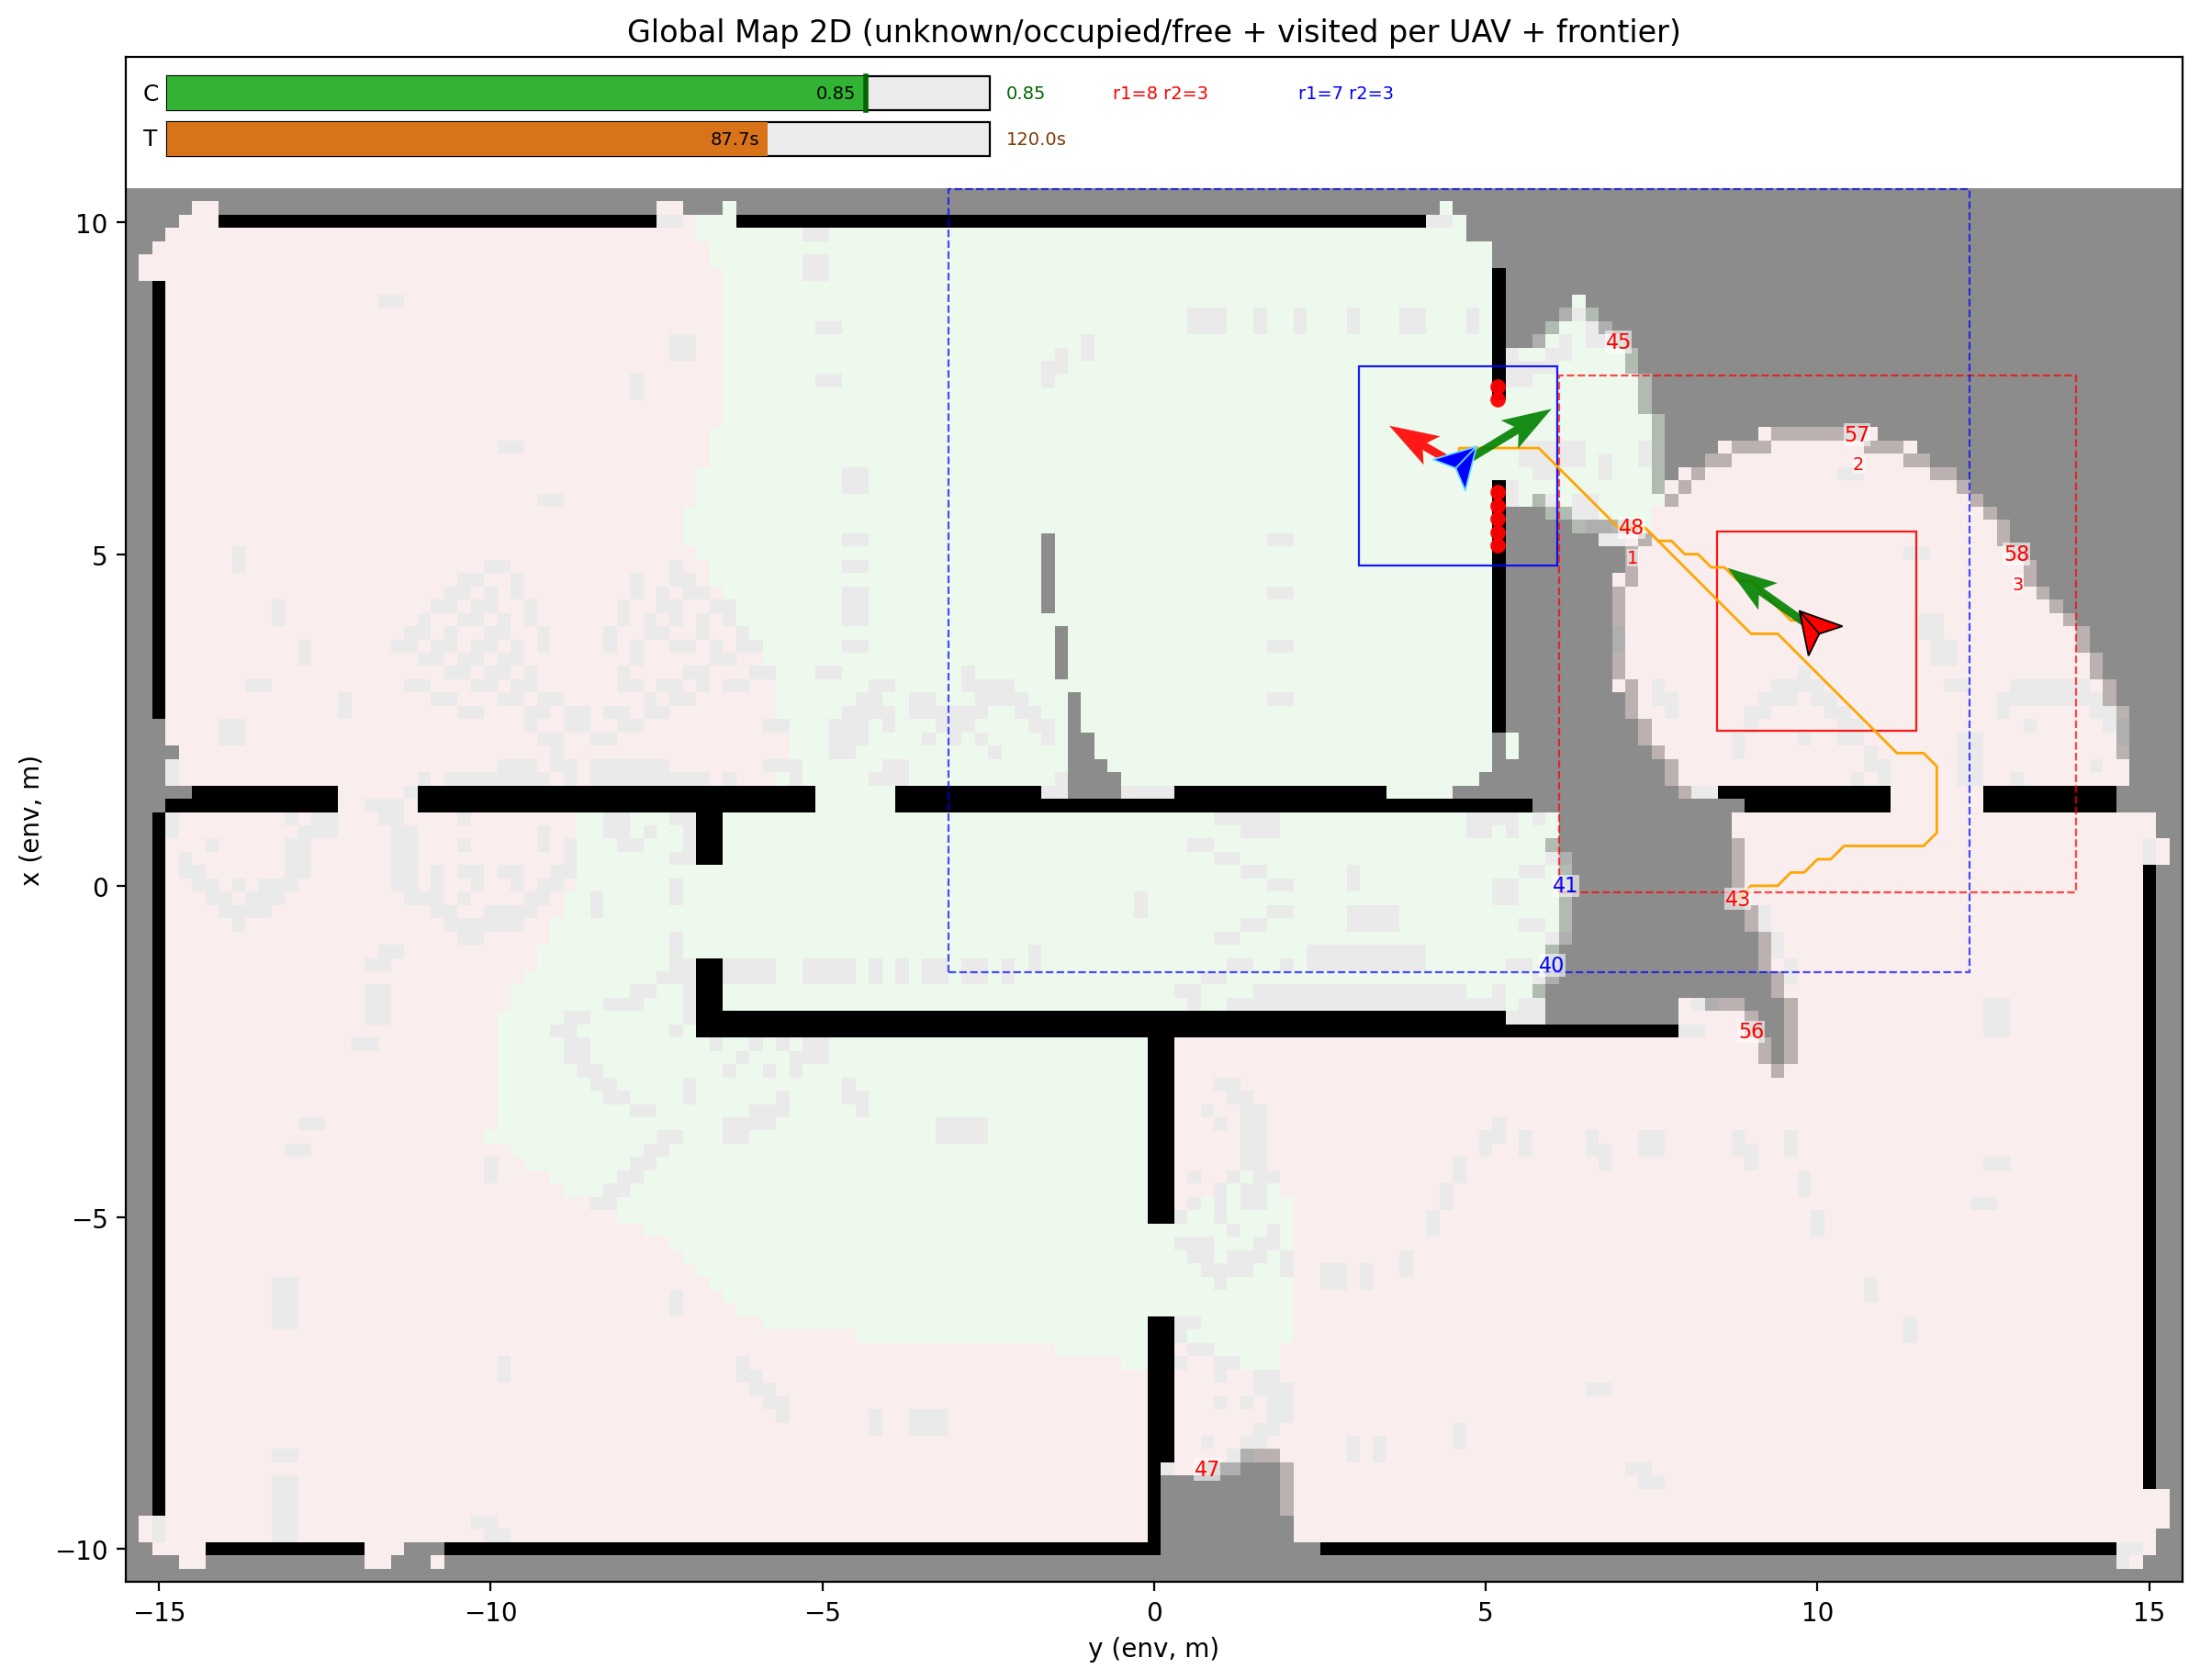 Global Map 2D (unknown/occupied/free + visited per UAV + frontier)
C 0.85 0.85 r1=8 r2=3 r1=7 r2=3
T 87.7s 120.0s
10
5
0
−5
−10
x (env, m)
45
57
2
48
1
58
3
41
43
40
56
47
−15 −10 −5 0 5 10 15
y (env, m)